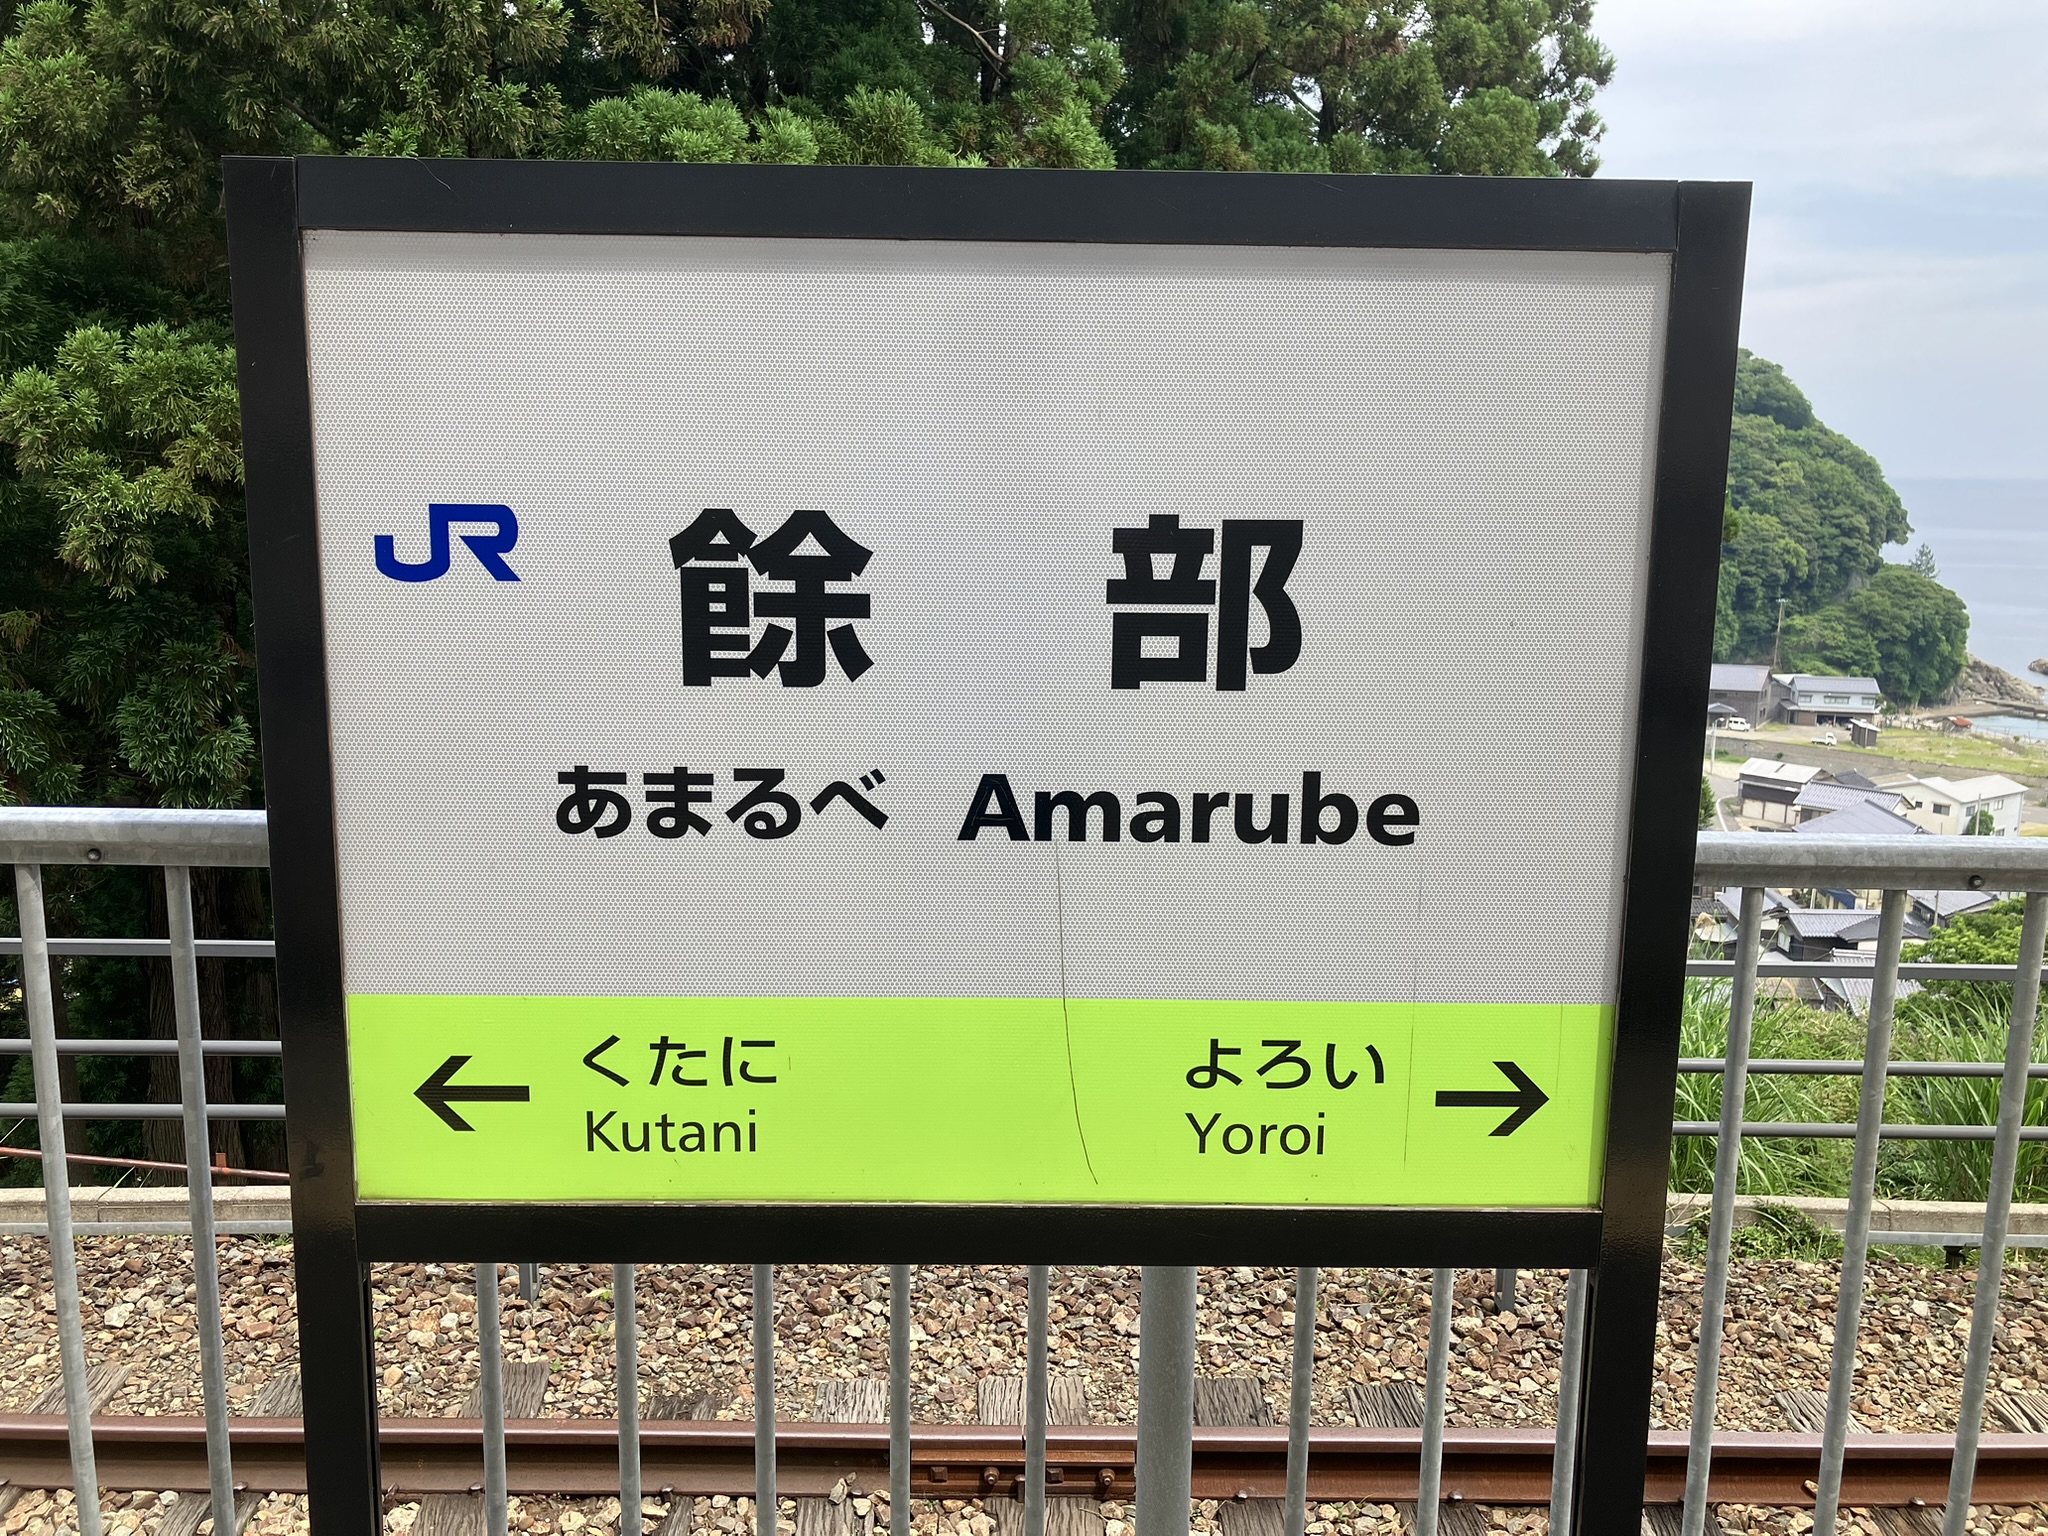 JR 餘部
あまるべ Amarube
← くたに よろい →
Kutani Yoroi